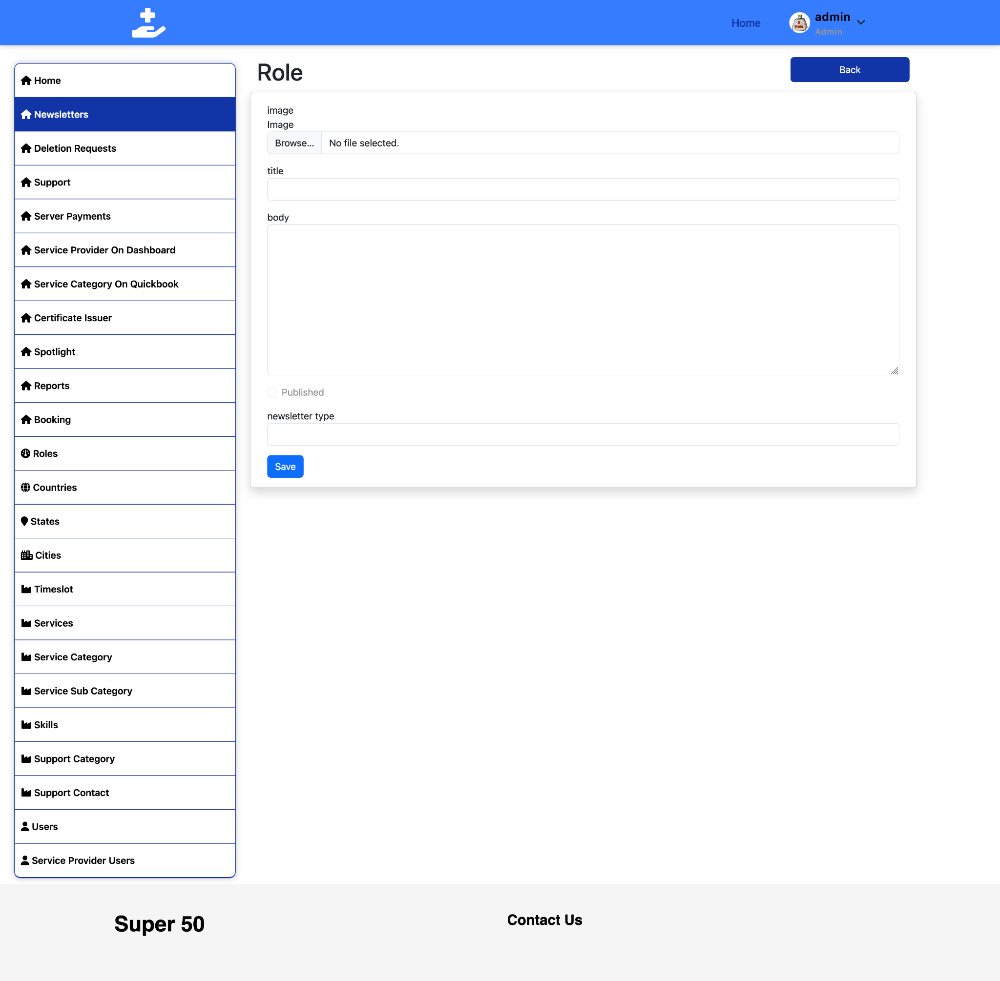 Home
admin
Admin
Home
Newsletters
Deletion Requests
Support
Server Payments
Service Provider On Dashboard
Service Category On Quickbook
Certificate Issuer
Spotlight
Reports
Booking
Roles
Countries
States
Cities
Timeslot
Services
Service Category
Service Sub Category
Skills
Support Category
Support Contact
Users
Service Provider Users
Role
Back
image
Image
Browse... No file selected.
title
body
Published
newsletter type
Save
Super 50
Contact Us